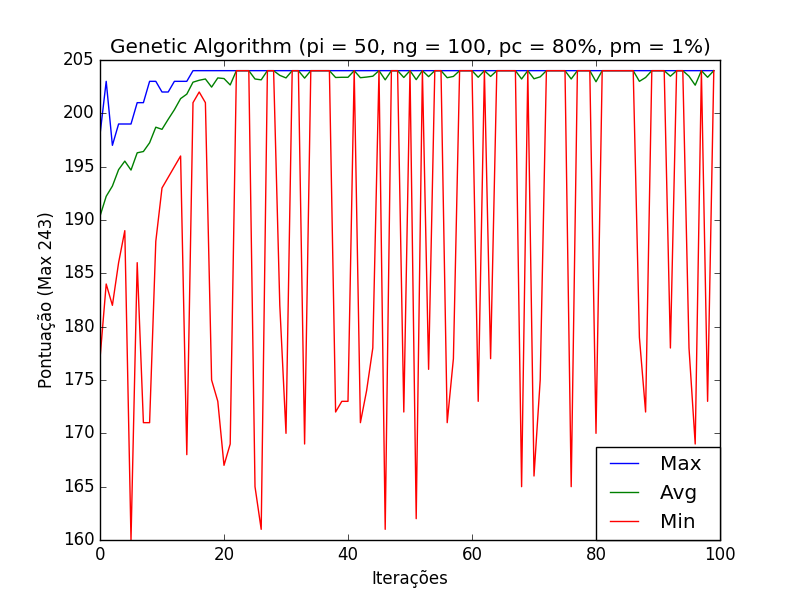 Genetic Algorithm (pi = 50, ng = 100, pc = 80%, pm = 1%)
205
200
195
190
185
180
175
170
165
160
Pontuação (Max 243)
Max
Avg
Min
0 20 40 60 80 100
Iterações